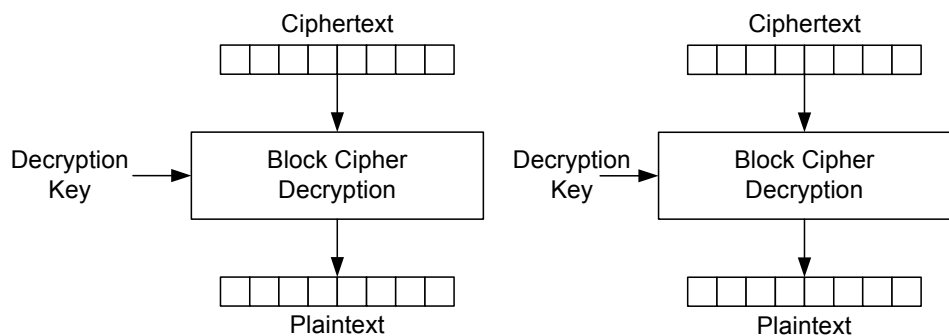 Ciphertext
Ciphertext
Decryption
Key
Block Cipher
Decryption
Decryption
Key
Block Cipher
Decryption
Plaintext
Plaintext